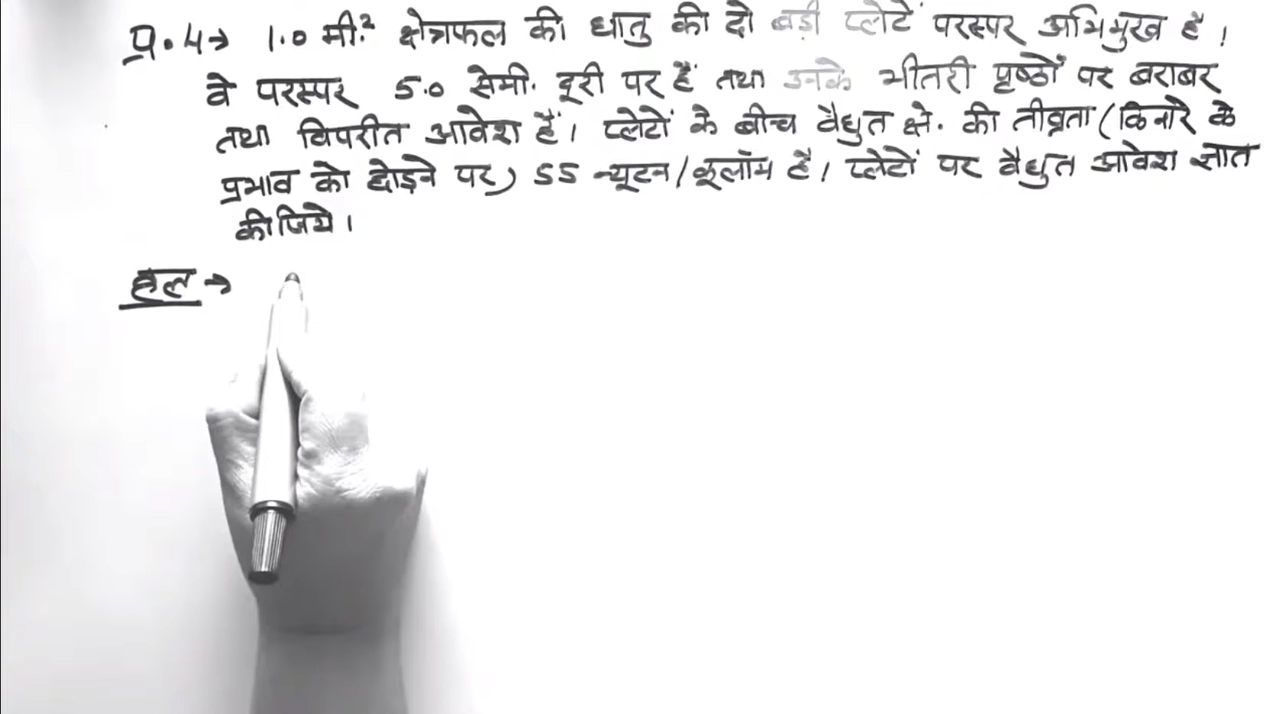 प्र.4→ 1.0 मी.² क्षेत्रफल की धातु की दो बड़ी प्लेटें परस्पर अभिमुख हैं।
वे परस्पर 5.0 सेमी. दूरी पर हैं तथा उनके भीतरी पृष्ठों पर बराबर
तथा विपरीत आवेश हैं। प्लेटों के बीच वैद्युत क्षे. की तीव्रता (किनारे के
प्रभाव को छोड़ने पर) 55 न्यूटन/कूलॉम है। प्लेटों पर वैद्युत आवेश ज्ञात
कीजिये।
हल→